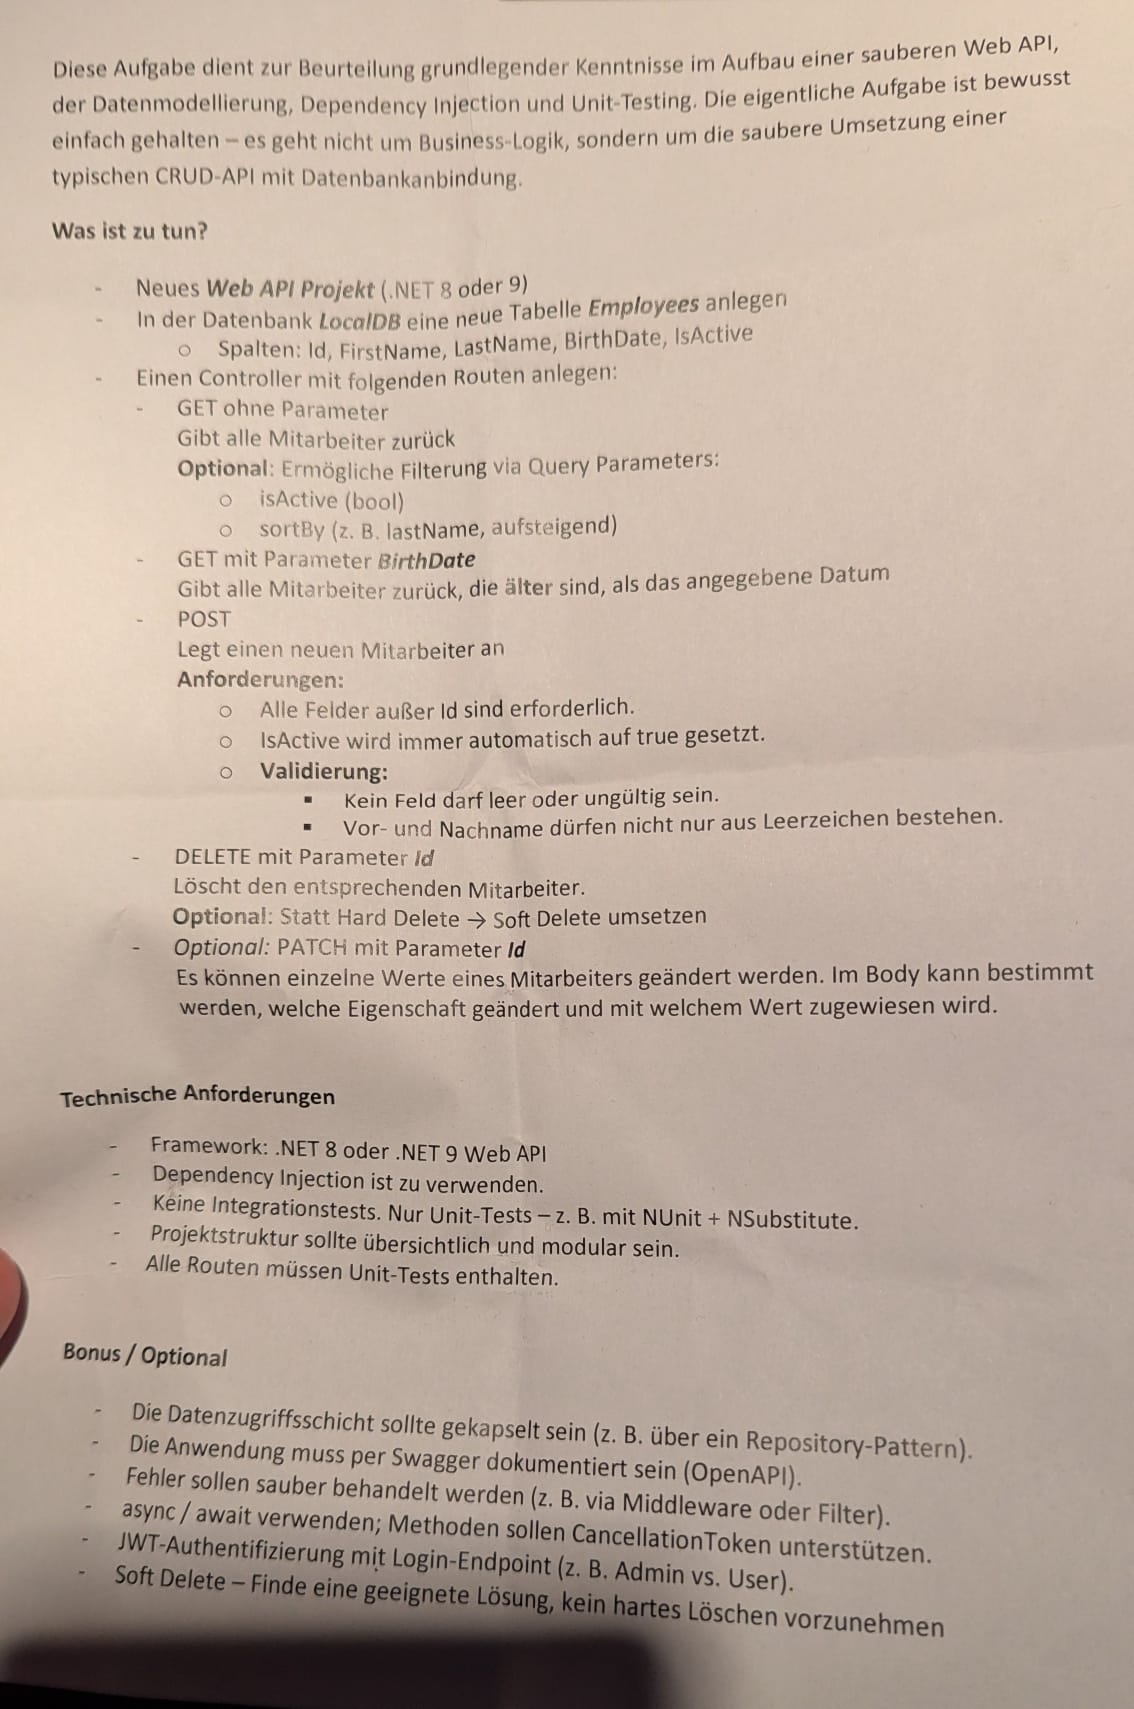 Diese Aufgabe dient zur Beurteilung grundlegender Kenntnisse im Aufbau einer sauberen Web API,
der Datenmodellierung, Dependency Injection und Unit-Testing. Die eigentliche Aufgabe ist bewusst
einfach gehalten – es geht nicht um Business-Logik, sondern um die saubere Umsetzung einer
typischen CRUD-API mit Datenbankanbindung.
Was ist zu tun?
- Neues Web API Projekt (.NET 8 oder 9)
- In der Datenbank LocalDB eine neue Tabelle Employees anlegen
o Spalten: Id, FirstName, LastName, BirthDate, IsActive
- Einen Controller mit folgenden Routen anlegen:
- GET ohne Parameter
Gibt alle Mitarbeiter zurück
Optional: Ermögliche Filterung via Query Parameters:
o isActive (bool)
o sortBy (z. B. lastName, aufsteigend)
- GET mit Parameter BirthDate
Gibt alle Mitarbeiter zurück, die älter sind, als das angegebene Datum
- POST
Legt einen neuen Mitarbeiter an
Anforderungen:
o Alle Felder außer Id sind erforderlich.
o IsActive wird immer automatisch auf true gesetzt.
o Validierung:
▪ Kein Feld darf leer oder ungültig sein.
▪ Vor- und Nachname dürfen nicht nur aus Leerzeichen bestehen.
- DELETE mit Parameter Id
Löscht den entsprechenden Mitarbeiter.
Optional: Statt Hard Delete → Soft Delete umsetzen
- Optional: PATCH mit Parameter Id
Es können einzelne Werte eines Mitarbeiters geändert werden. Im Body kann bestimmt
werden, welche Eigenschaft geändert und mit welchem Wert zugewiesen wird.
Technische Anforderungen
- Framework: .NET 8 oder .NET 9 Web API
- Dependency Injection ist zu verwenden.
- Keine Integrationstests. Nur Unit-Tests – z. B. mit NUnit + NSubstitute.
- Projektstruktur sollte übersichtlich und modular sein.
- Alle Routen müssen Unit-Tests enthalten.
Bonus / Optional
- Die Datenzugriffsschicht sollte gekapselt sein (z. B. über ein Repository-Pattern).
- Die Anwendung muss per Swagger dokumentiert sein (OpenAPI).
- Fehler sollen sauber behandelt werden (z. B. via Middleware oder Filter).
- async / await verwenden; Methoden sollen CancellationToken unterstützen.
- JWT-Authentifizierung mit Login-Endpoint (z. B. Admin vs. User).
- Soft Delete – Finde eine geeignete Lösung, kein hartes Löschen vorzunehmen